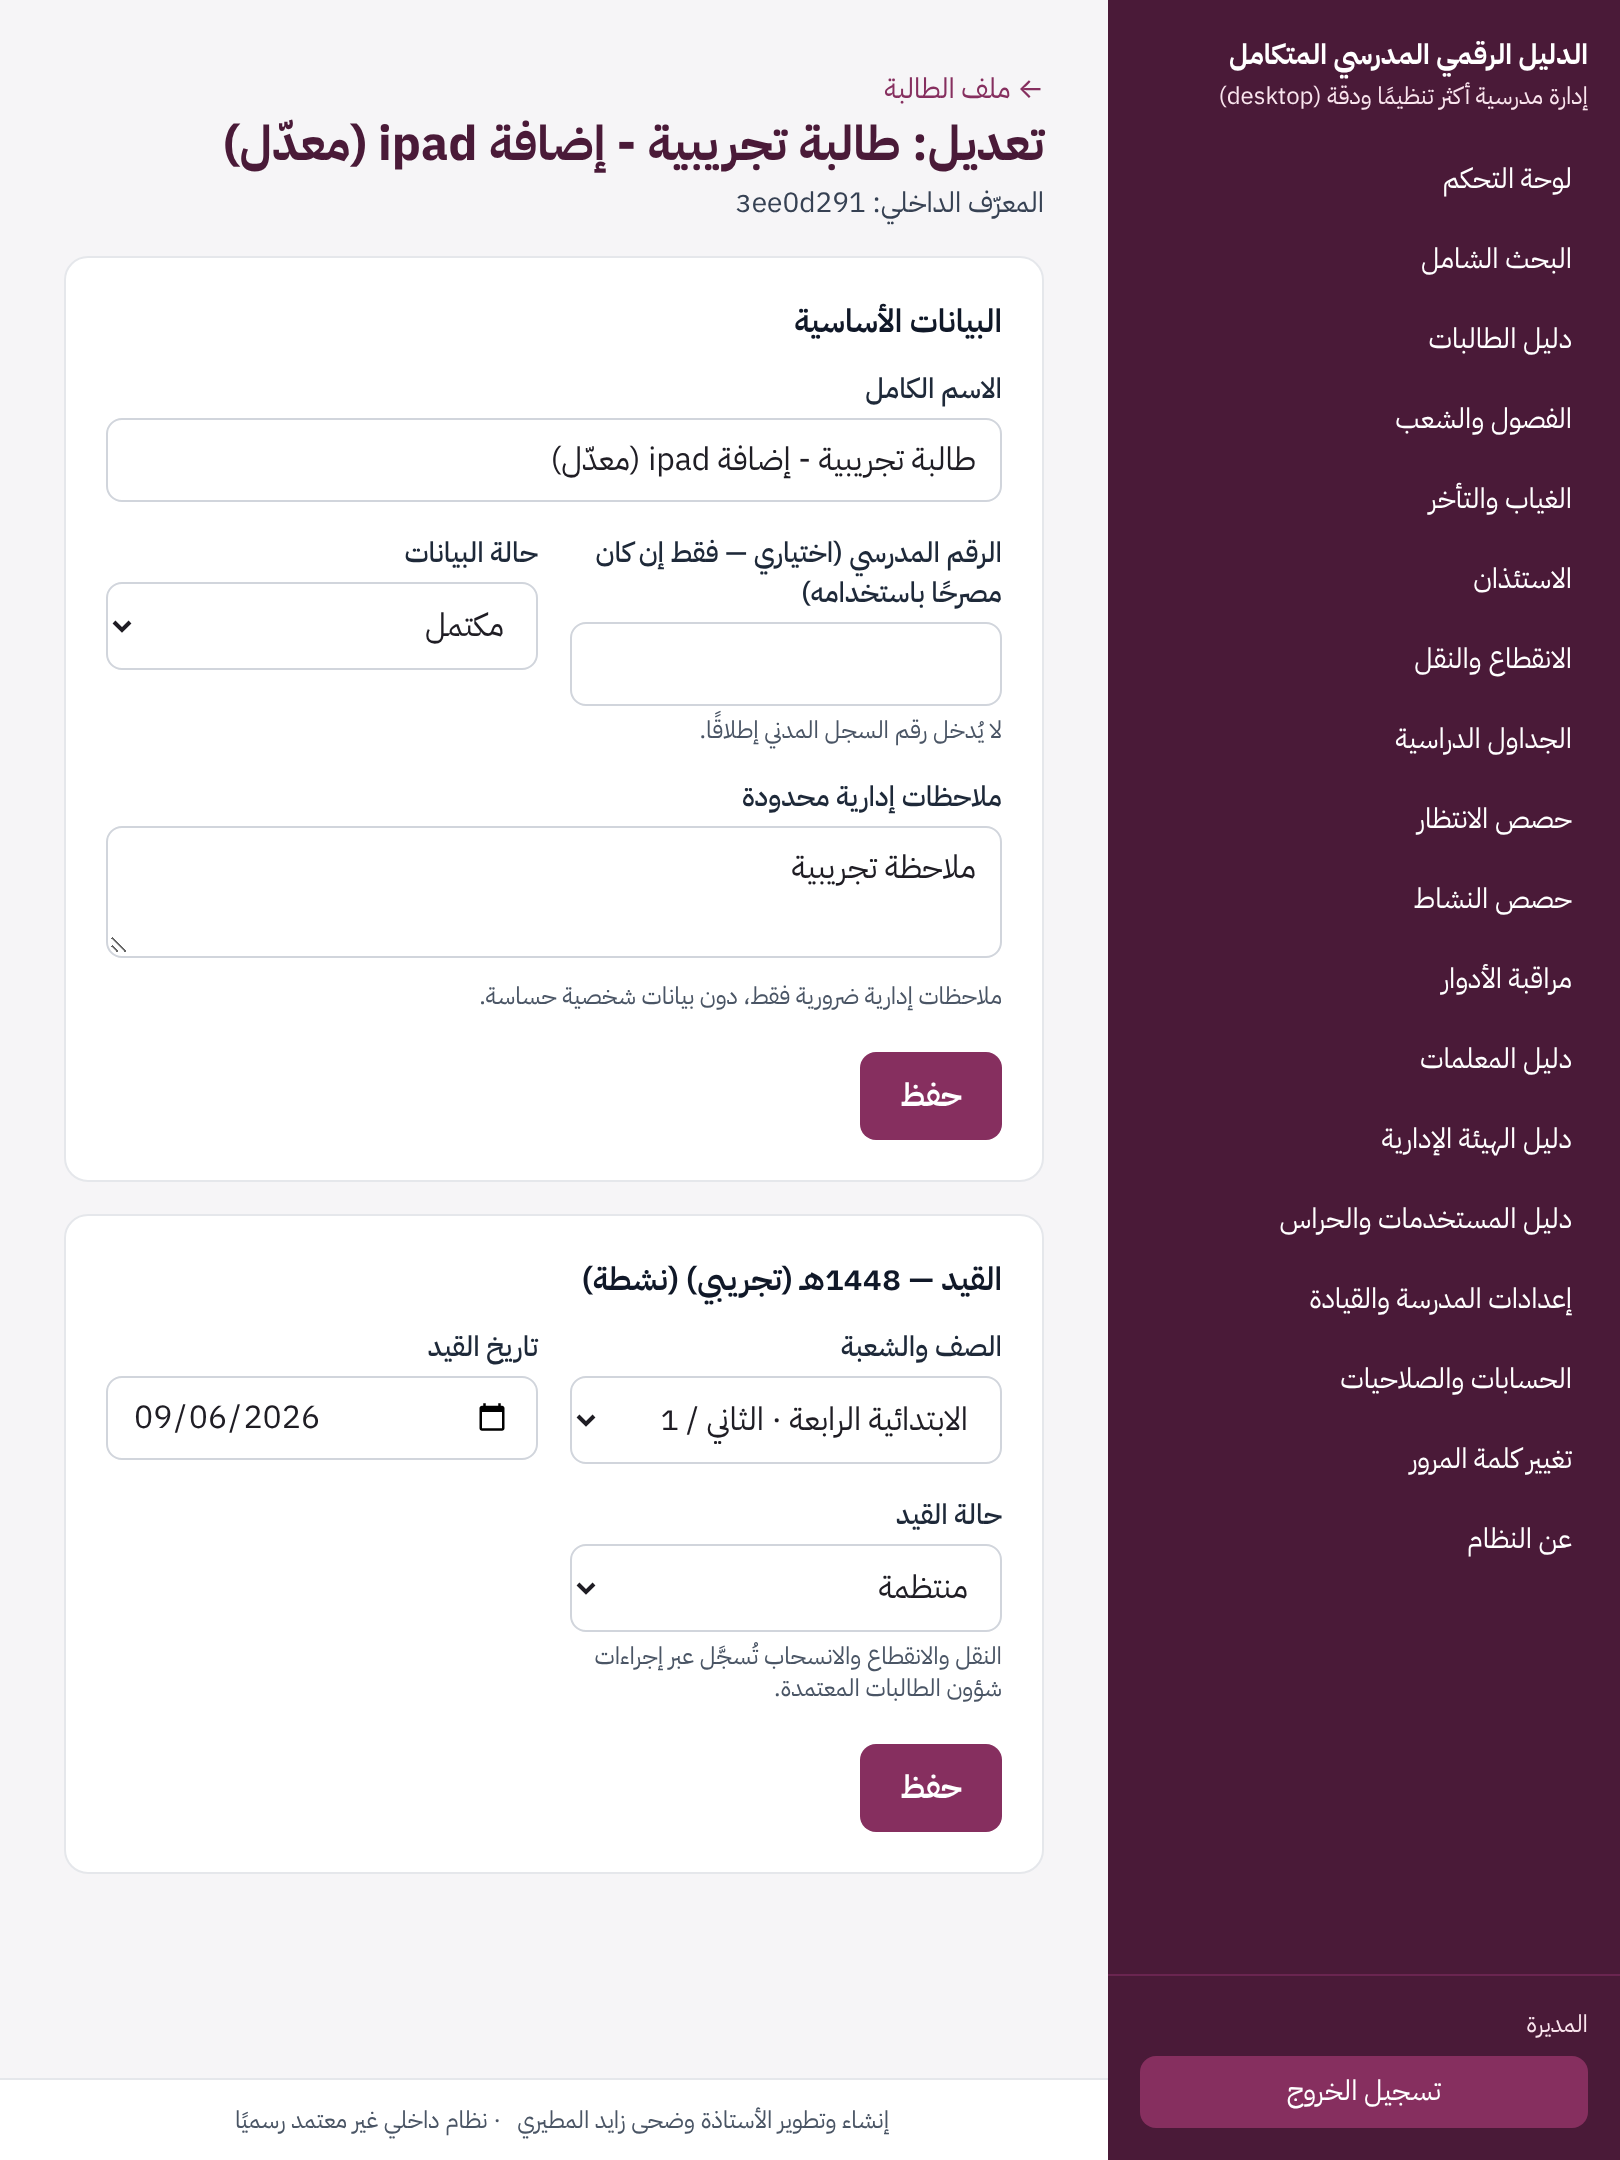 الدليل الرقمي المدرسي المتكامل
إدارة مدرسية أكثر تنظيمًا ودقة (desktop)
لوحة التحكم
البحث الشامل
دليل الطالبات
الفصول والشعب
الغياب والتأخر
الاستئذان
الانقطاع والنقل
الجداول الدراسية
حصص الانتظار
حصص النشاط
مراقبة الأدوار
دليل المعلمات
دليل الهيئة الإدارية
دليل المستخدمات والحراس
إعدادات المدرسة والقيادة
الحسابات والصلاحيات
تغيير كلمة المرور
عن النظام
المديرة
تسجيل الخروج
← ملف الطالبة
تعديل: طالبة تجريبية - إضافة ipad (معدّل)
المعرّف الداخلي: 3ee0d291
البيانات الأساسية
الاسم الكامل
طالبة تجريبية - إضافة ipad (معدّل)
الرقم المدرسي (اختياري — فقط إن كان
مصرحًا باستخدامه)
لا يُدخل رقم السجل المدني إطلاقًا.
حالة البيانات
مكتمل
ملاحظات إدارية محدودة
ملاحظة تجريبية
ملاحظات إدارية ضرورية فقط، دون بيانات شخصية حساسة.
حفظ
القيد — 1448هـ (تجريبي) (نشطة)
الصف والشعبة
الابتدائية الرابعة · الثاني / 1
تاريخ القيد
09/06/2026
حالة القيد
منتظمة
النقل والانقطاع والانسحاب تُسجَّل عبر إجراءات
شؤون الطالبات المعتمدة.
حفظ
إنشاء وتطوير الأستاذة وضحى زايد المطيري · نظام داخلي غير معتمد رسميًا